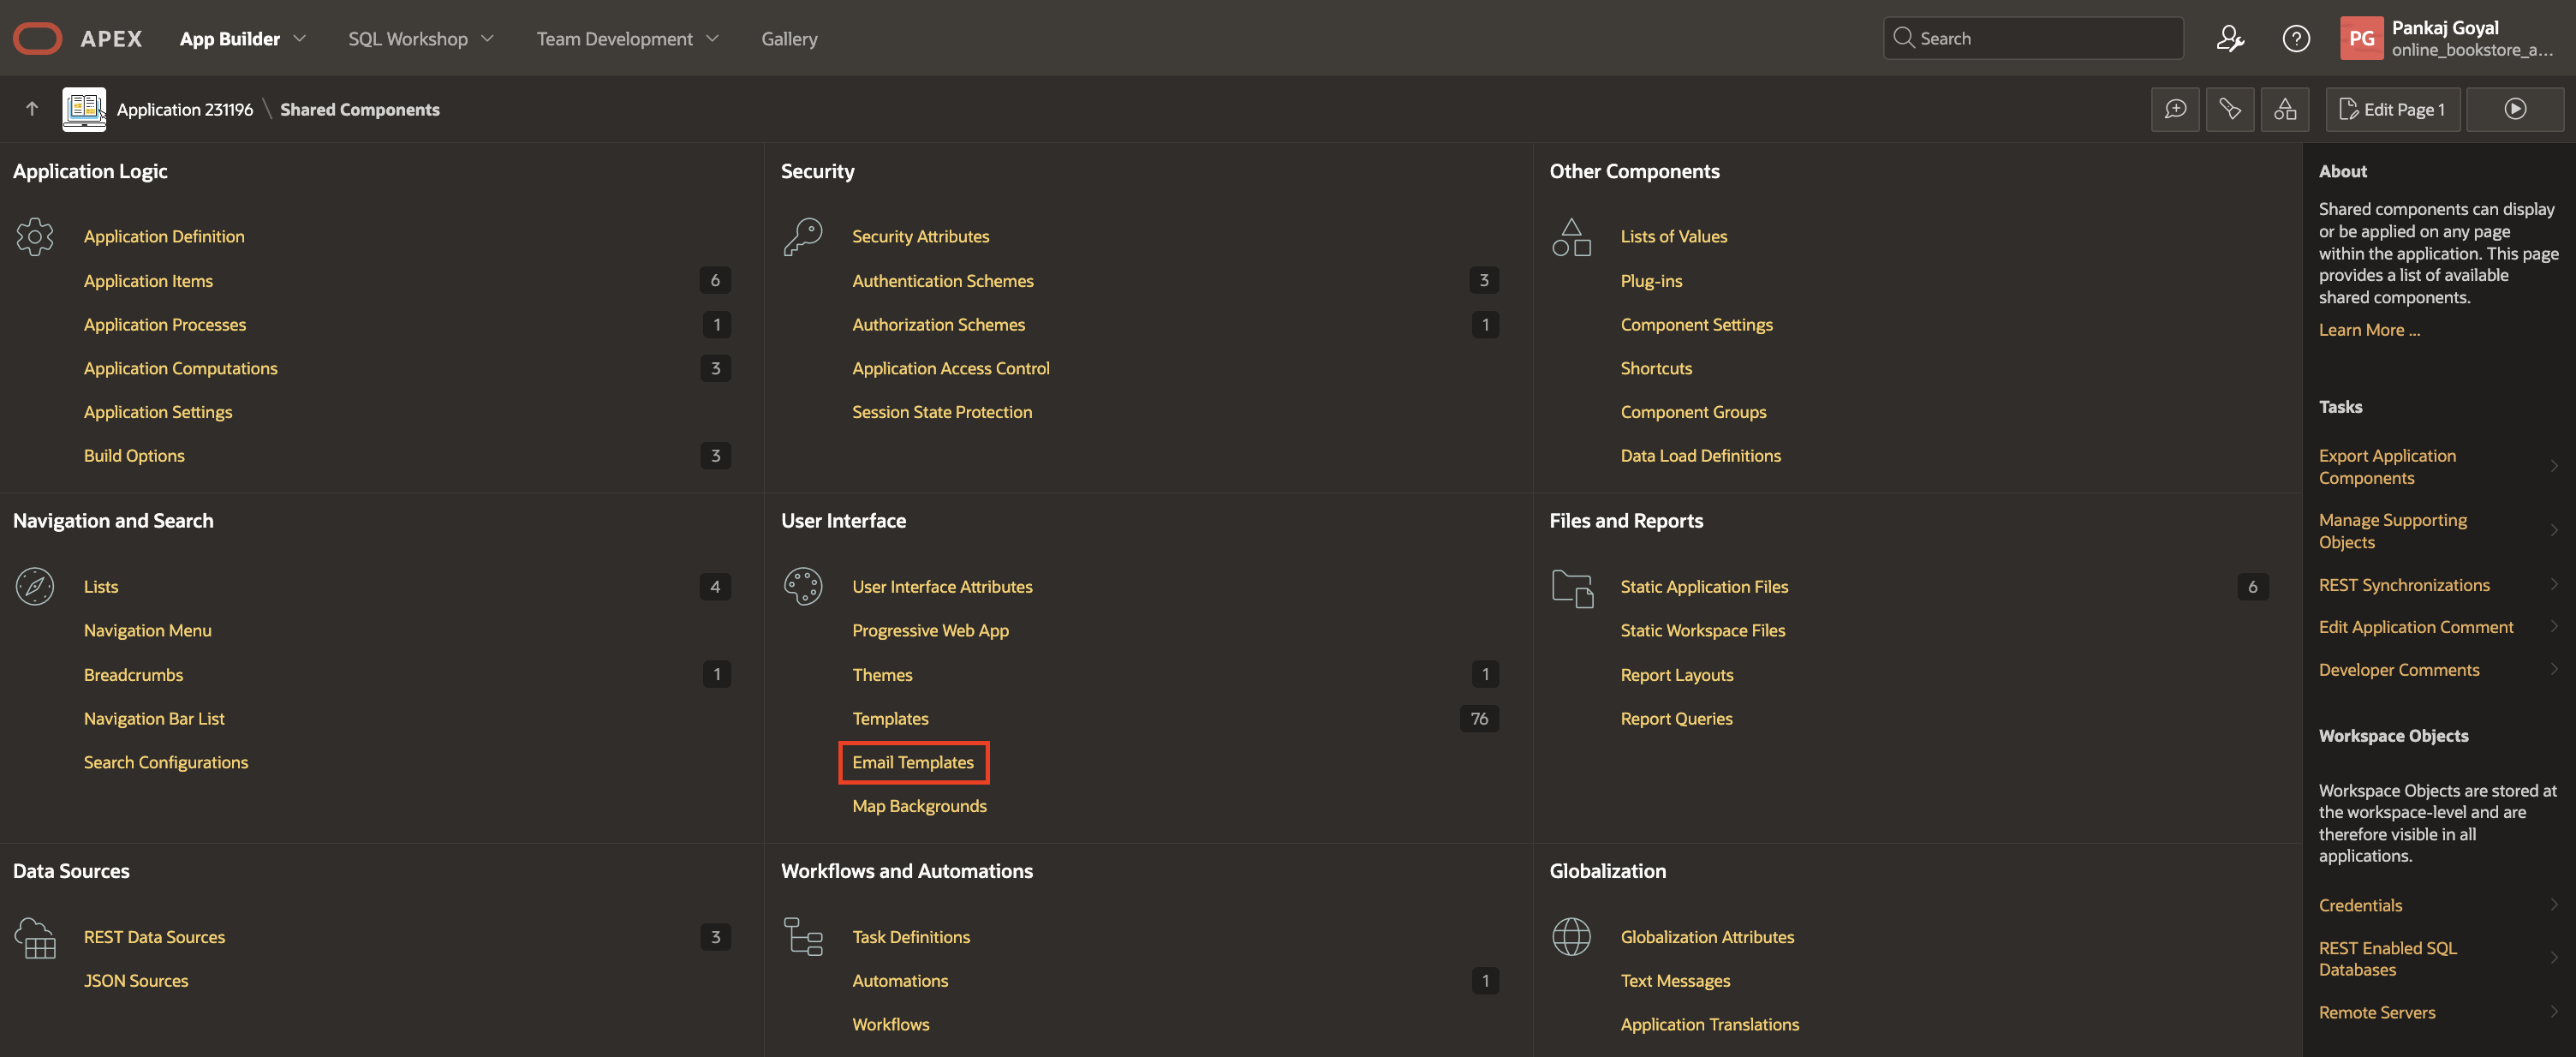 APEX App Builder SQL Workshop Team Development Gallery Search Pankaj Goyal
PG online_bookstore_a...
Application 231196 \ Shared Components Edit Page 1
Application Logic
Application Definition
Application Items 6
Application Processes 1
Application Computations 3
Application Settings
Build Options 3
Security
Security Attributes
Authentication Schemes 3
Authorization Schemes 1
Application Access Control
Session State Protection
Other Components
Lists of Values
Plug-ins
Component Settings
Shortcuts
Component Groups
Data Load Definitions
Navigation and Search
Lists 4
Navigation Menu
Breadcrumbs 1
Navigation Bar List
Search Configurations
User Interface
User Interface Attributes
Progressive Web App
Themes 1
Templates 76
Email Templates
Map Backgrounds
Files and Reports
Static Application Files 6
Static Workspace Files
Report Layouts
Report Queries
Data Sources
REST Data Sources 3
JSON Sources
Workflows and Automations
Task Definitions
Automations 1
Workflows
Globalization
Globalization Attributes
Text Messages
Application Translations
About
Shared components can display
or be applied on any page
within the application. This page
provides a list of available
shared components.
Learn More ...
Tasks
Export Application
Components
Manage Supporting
Objects
REST Synchronizations
Edit Application Comment
Developer Comments
Workspace Objects
Workspace Objects are stored at
the workspace-level and are
therefore visible in all
applications.
Credentials
REST Enabled SQL
Databases
Remote Servers